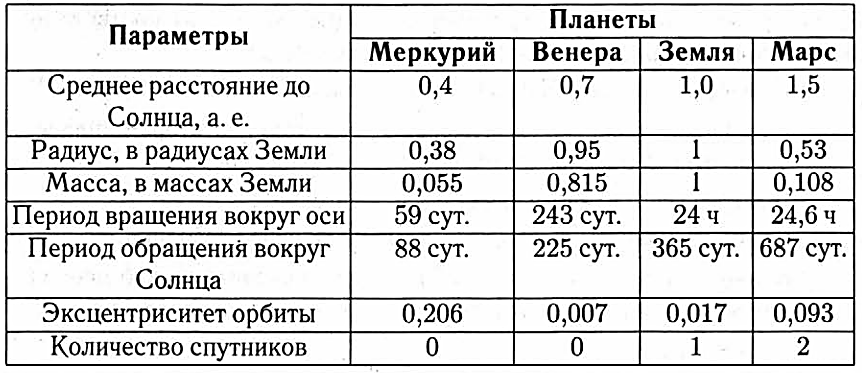 Параметры Планеты
Меркурий Венера Земля Марс
Среднее расстояние до 0,4 0,7 1,0 1,5
Солнца, а. е.
Радиус, в радиусах Земли 0,38 0,95 1 0,53
Масса, в массах Земли 0,055 0,815 1 0,108
Период вращения вокруг оси 59 сут. 243 сут. 24 ч 24,6 ч
Период обращения вокруг 88 сут. 225 сут. 365 сут. 687 сут.
Солнца
Эксцентриситет орбиты 0,206 0,007 0,017 0,093
Количество спутников 0 0 1 2